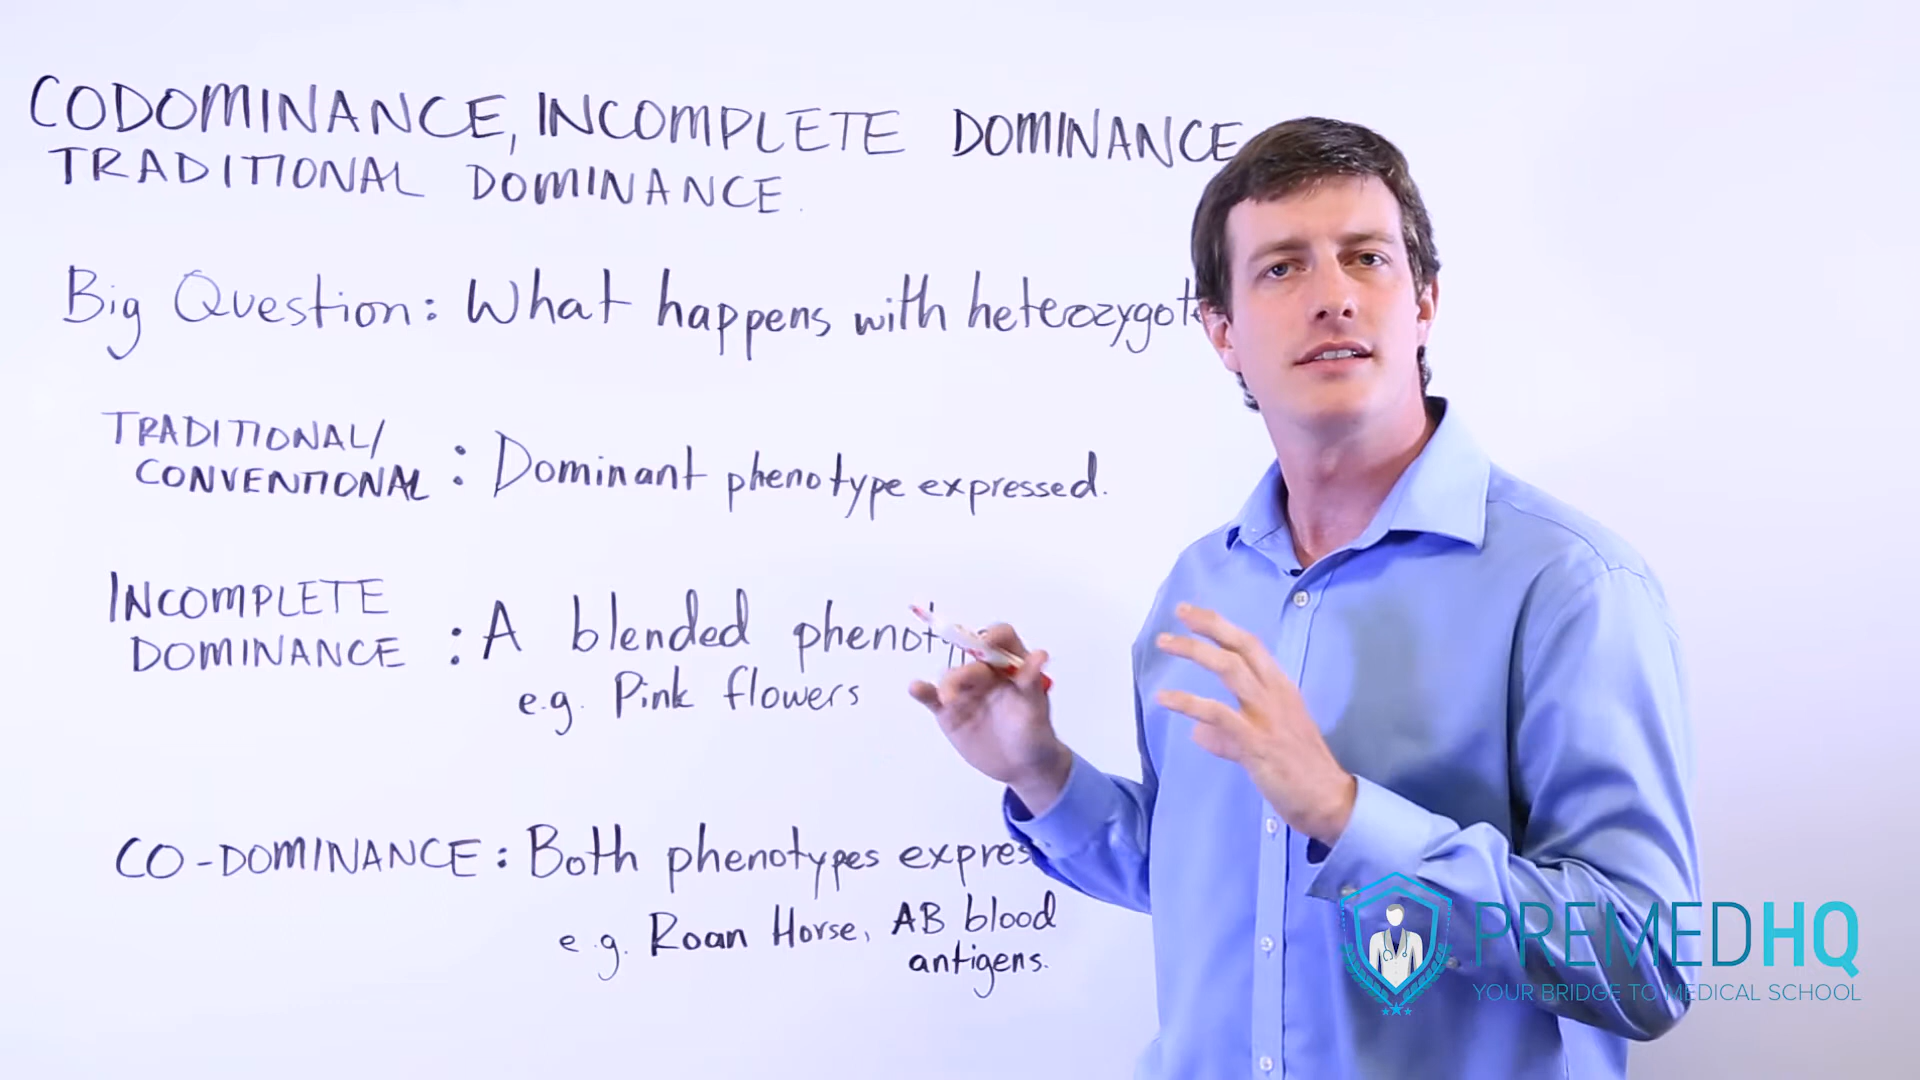 CODOMINANCE, INCOMPLETE DOMINANCE
TRADITIONAL DOMINANCE.
Big Question: What happens with
TRADITIONAL/
CONVENTIONAL : Dominant phenotype expressed.
INCOMPLETE
DOMINANCE : A blended
e.g. Pink flowers
CO-DOMINANCE: Both phenotypes
e.g. Roan Horse, AB blood
antigens.
PREMEDHQ
YOUR BRIDGE TO MEDICAL SCHOOL